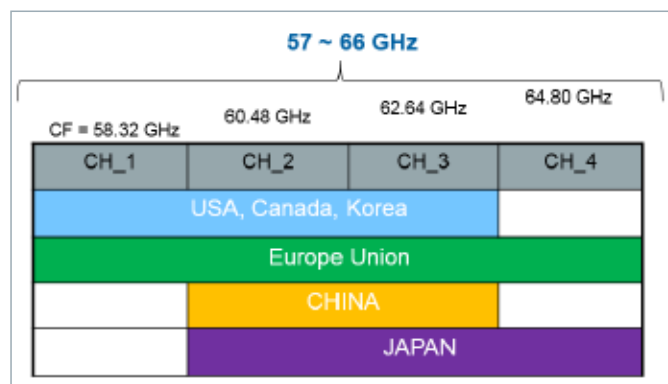 57 ~ 66 GHz
CF = 58.32 GHz 60.48 GHz 62.64 GHz 64.80 GHz
CH_1 CH_2 CH_3 CH_4
USA, Canada, Korea
Europe Union
CHINA
JAPAN